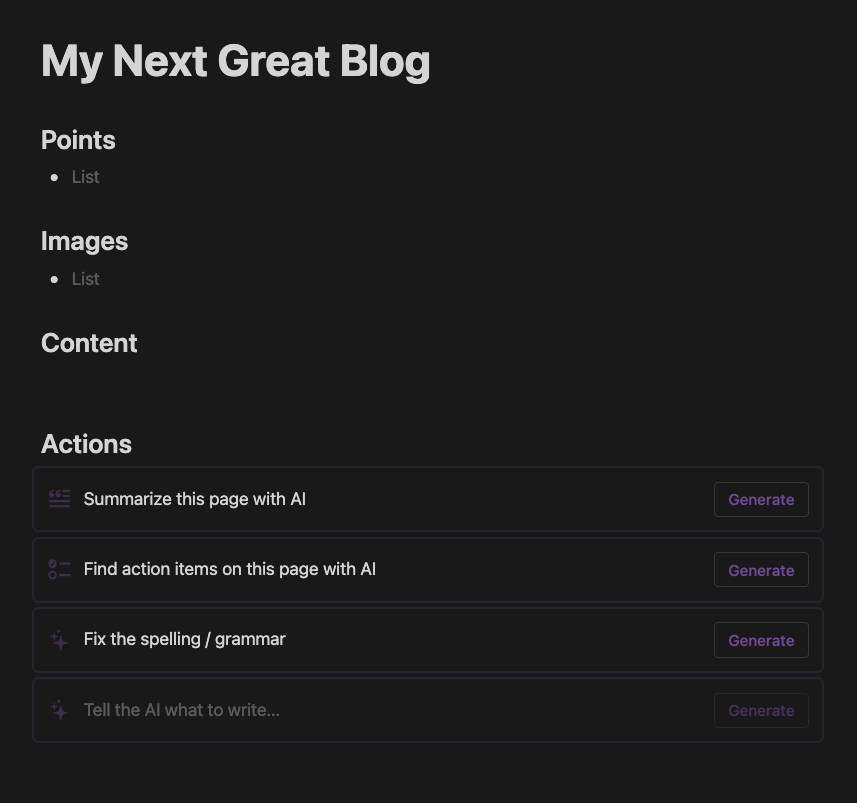 My Next Great Blog
Points
• List
Images
• List
Content
Actions
Summarize this page with AI Generate
Find action items on this page with AI Generate
Fix the spelling / grammar Generate
Tell the AI what to write... Generate